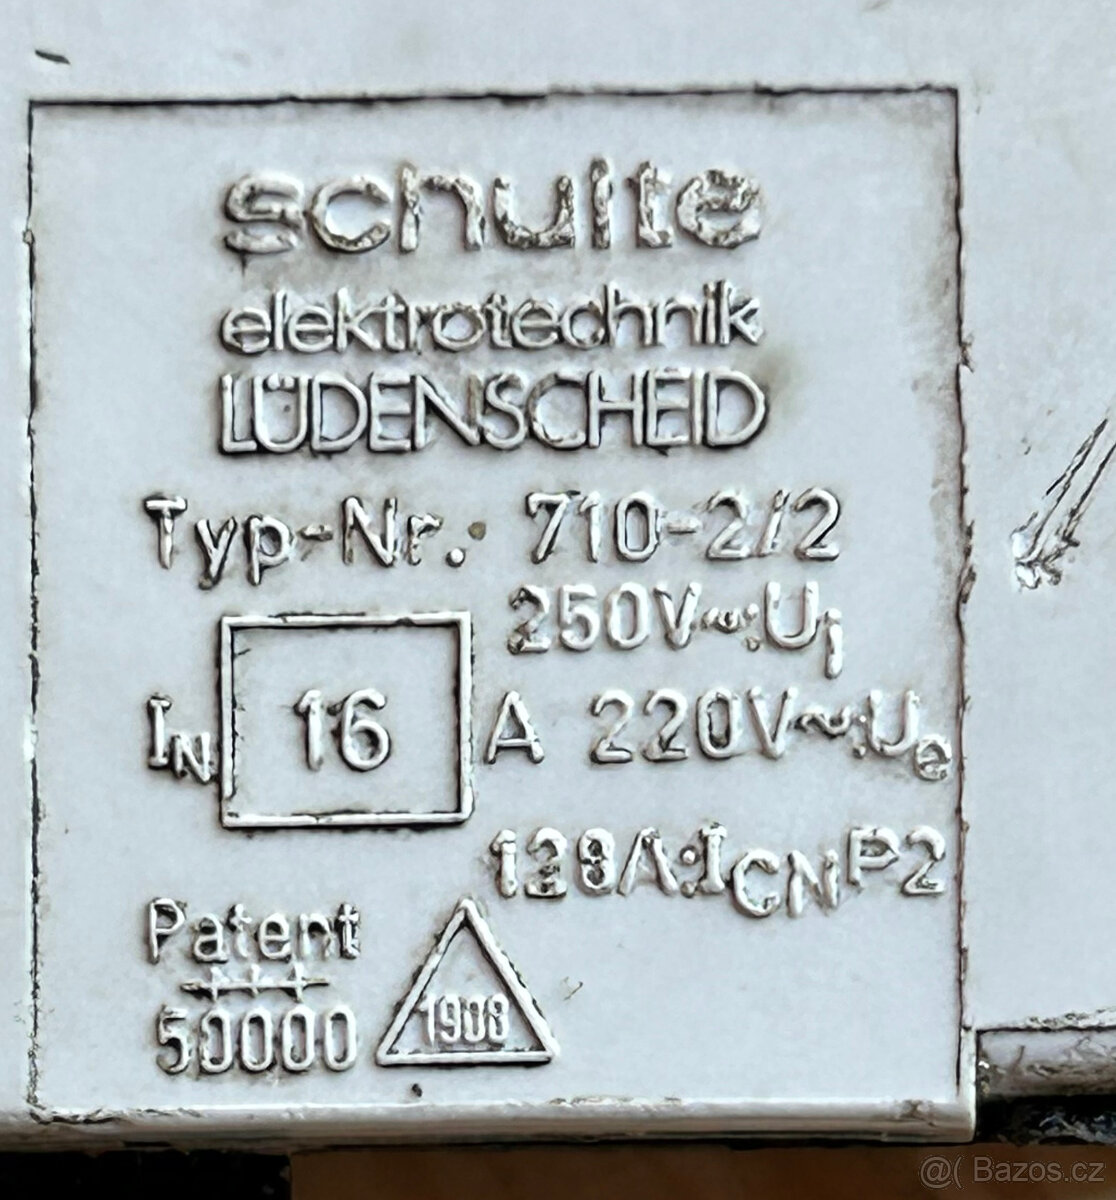 schulte
elektrotechnik
LÜDENSCHEID
Typ-Nr.: 710-2/2
250V~:Ui
IN 16 A 220V~:Ue
128A:ICN P2
Patent
50000
@( Bazos.cz